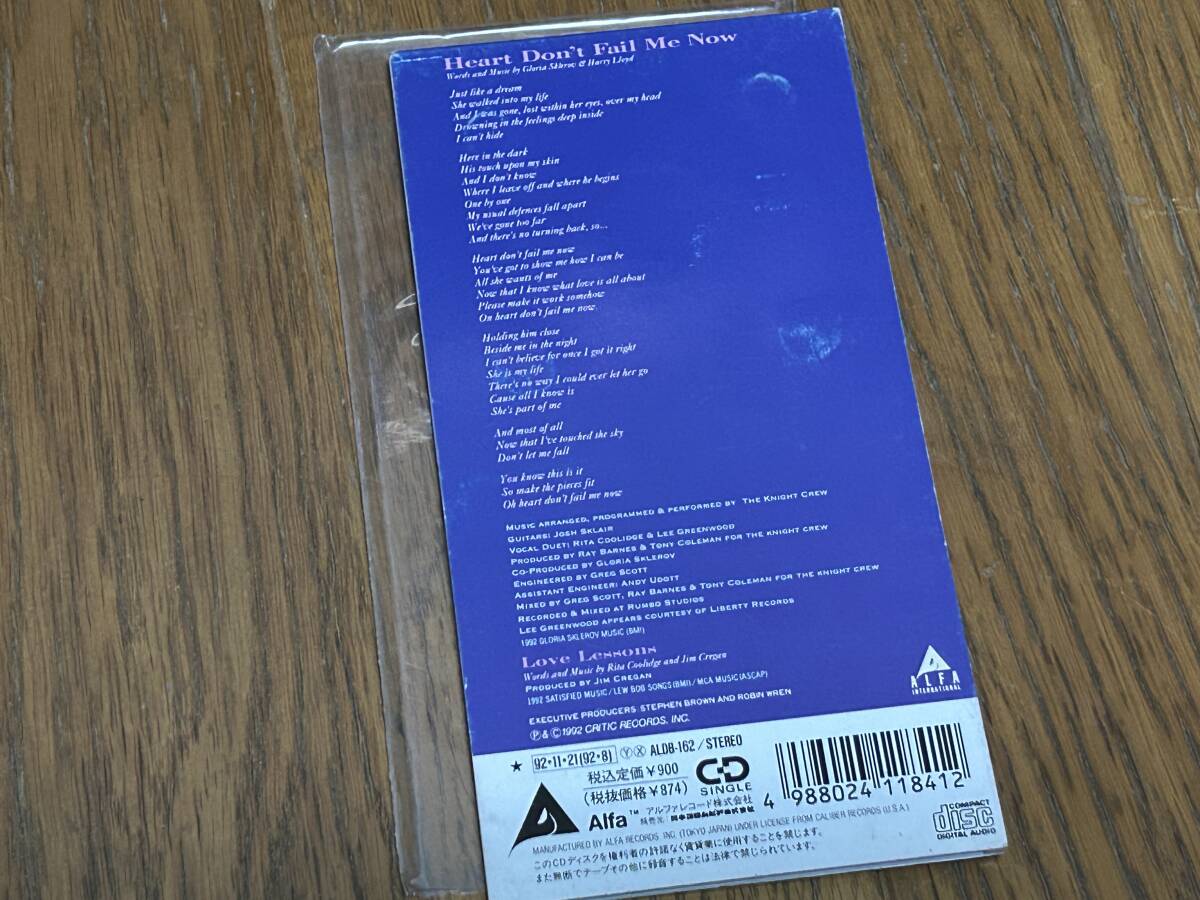 Heart Don't Fail Me Now
Words and Music by Gloria Sklerov & Harry Lloyd
Just like a dream
She walked into my life
And I was gone, lost within her eyes, over my head
Drowning in the feelings deep inside
I can't hide
Here in the dark
His touch upon my skin
And I don't know
Where I leave off and where he begins
One by one
My usual defences fall apart
We've gone too far
And there's no turning back, so...
Heart don't fail me now
You've got to show me how I can be
All she wants of me
Now that I know what love is all about
Please make it work somehow
Oh heart don't fail me now
Holding him close
Beside me in the night
I can't believe for once I got it right
She is my life
There's no way I could ever let her go
Cause all I know is
She's part of me
And most of all
Now that I've touched the sky
Don't let me fall
You know this is it
So make the pieces fit
Oh heart don't fail me now
MUSIC ARRANGED, PROGRAMMED & PERFORMED BY THE KNIGHT CREW
GUITARS: JOSH SKLAIR
VOCAL DUET: RITA COOLIDGE & LEE GREENWOOD
PRODUCED BY RAY BARNES & TONY COLEMAN FOR THE KNIGHT CREW
CO-PRODUCED BY GLORIA SKLEROV
ENGINEERED BY GREG SCOTT
ASSISTANT ENGINEER: ANDY UDOTT
MIXED BY GREG SCOTT, RAY BARNES & TONY COLEMAN FOR THE KNIGHT CREW
RECORDED & MIXED AT RUMBO STUDIOS
LEE GREENWOOD APPEARS COURTESY OF LIBERTY RECORDS
1992 GLORIA SKLEROV MUSIC (BMI)
Love Lessons
Words and Music by Rita Coolidge and Jim Cregan
PRODUCED BY JIM CREGAN
1992 SATISFIED MUSIC / LEW BOB SONGS (BMI) / MCA MUSIC (ASCAP)
EXECUTIVE PRODUCERS STEPHEN BROWN AND ROBIN WREN
Ⓟ & © 1992 CRITIC RECORDS, INC.
ALFA
INTERNATIONAL
★ 92・11・21(92・8) Ⓨ Ⓧ ALDB-162 / STEREO
税込定価¥900
(税抜価格¥874)
CD
SINGLE
4 988024 118412
Alfa™ アルファレコード株式会社
COMPACT
disc
DIGITAL AUDIO
MANUFACTURED BY ALFA RECORDS, INC. (TOKYO JAPAN) UNDER LICENSE FROM CALIBER RECORDS (U.S.A.)
このCDディスクを権利者の許諾なく賃貸業に使用することを禁じます。
また無断でテープその他に録音することは法律で禁じられています。